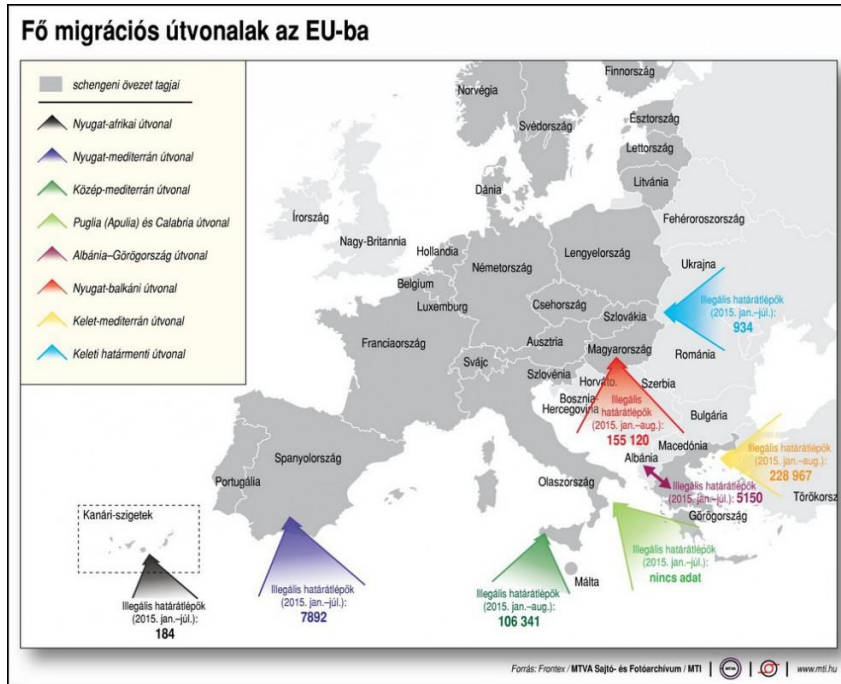 Fő migrációs útvonalak az EU-ba
schengeni övezet tagjai
Nyugat-afrikai útvonal
Nyugat-mediterrán útvonal
Közép-mediterrán útvonal
Puglia (Apulia) és Calabria útvonal
Albánia–Görögország útvonal
Nyugat-balkáni útvonal
Kelet-mediterrán útvonal
Keleti határmenti útvonal
Finnország
Norvégia
Svédország
Észtország
Lettország
Litvánia
Dánia
Írország
Nagy-Britannia
Fehéroroszország
Hollandia
Lengyelország
Németország
Ukrajna
Belgium
Luxemburg
Csehország
Szlovákia
Illegális határátlépők
(2015. jan.–júl.):
934
Franciaország
Ausztria
Magyarország
Románia
Svájc
Szlovénia
Horváto.
Szerbia
Bosznia-
Hercegovina
Illegális
határátlépők
(2015. jan.–aug.):
155 120
Bulgária
Macedónia
Albánia
Illegális határátlépők
(2015. jan.–aug.):
228 967
Spanyolország
Portugália
Olaszország
Illegális határátlépők
(2015. jan.–júl.): 5150
Törökorsz
Görögország
Kanári-szigetek
Illegális határátlépők
(2015. jan.–júl.):
nincs adat
Málta
Illegális határátlépők
(2015. jan.–júl.):
184
Illegális határátlépők
(2015. jan.–júl.):
7892
Illegális határátlépők
(2015. jan.–aug.):
106 341
Forrás: Frontex / MTVA Sajtó- és Fotóarchívum / MTI | MTVA | | www.mti.hu